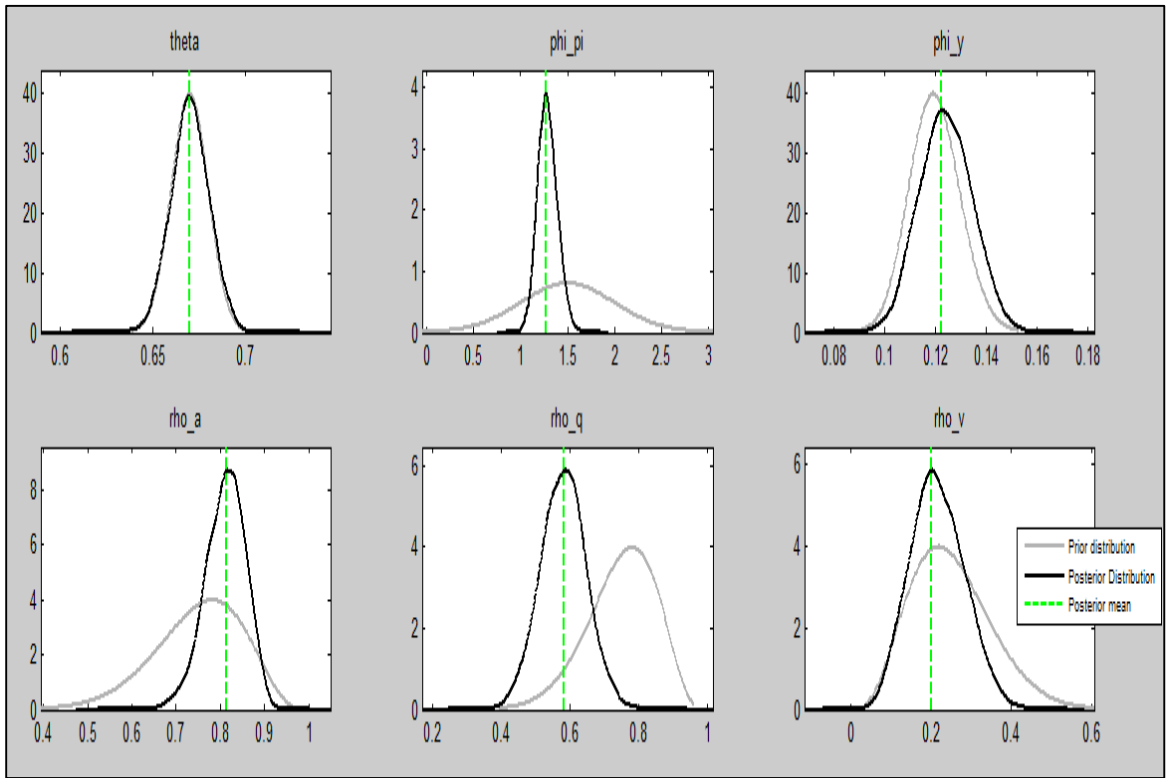 theta
40
30
20
10
0
0.6 0.65 0.7
phi_pi
4
3
2
1
0
0 0.5 1 1.5 2 2.5 3
phi_y
40
30
20
10
0
0.08 0.1 0.12 0.14 0.16 0.18
rho_a
8
6
4
2
0
0.4 0.5 0.6 0.7 0.8 0.9 1
rho_q
6
4
2
0
0.2 0.4 0.6 0.8 1
rho_v
6
4
2
0
0 0.2 0.4 0.6
Prior distribution
Posterior Distribution
Posterior mean